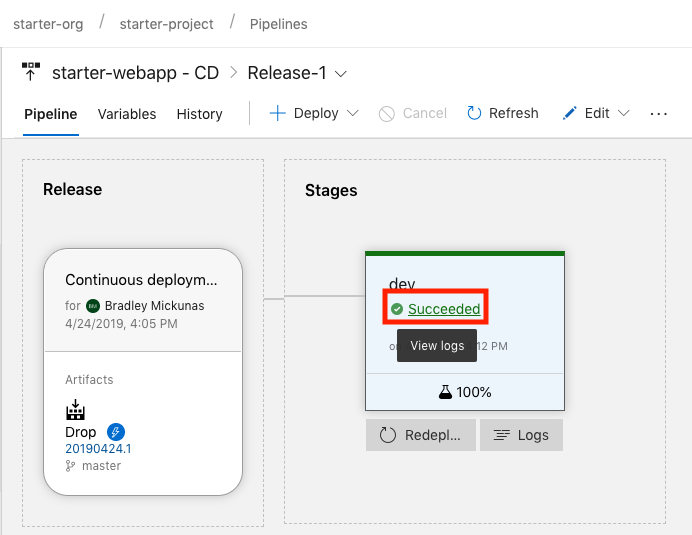 starter-org / starter-project / Pipelines
starter-webapp - CD > Release-1
Pipeline Variables History + Deploy Cancel Refresh Edit ...
Release
Continuous deploym...
for BM Bradley Mickunas
4/24/2019, 4:05 PM
Artifacts
Drop
20190424.1
master
Stages
dev
Succeeded
View logs
12 PM
100%
Redepl...
Logs